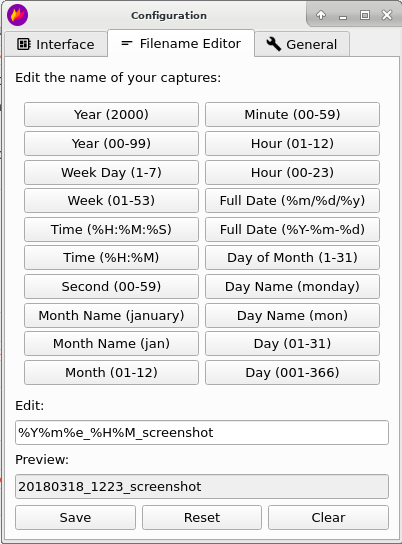 Configuration
Interface
Filename Editor
General
Edit the name of your captures:
Year (2000)
Minute (00-59)
Year (00-99)
Hour (01-12)
Week Day (1-7)
Hour (00-23)
Week (01-53)
Full Date (%m/%d/%y)
Time (%H:%M:%S)
Full Date (%Y-%m-%d)
Time (%H:%M)
Day of Month (1-31)
Second (00-59)
Day Name (monday)
Month Name (january)
Day Name (mon)
Month Name (jan)
Day (01-31)
Month (01-12)
Day (001-366)
Edit:
%Y%m%e_%H%M_screenshot
Preview:
20180318_1223_screenshot
Save
Reset
Clear